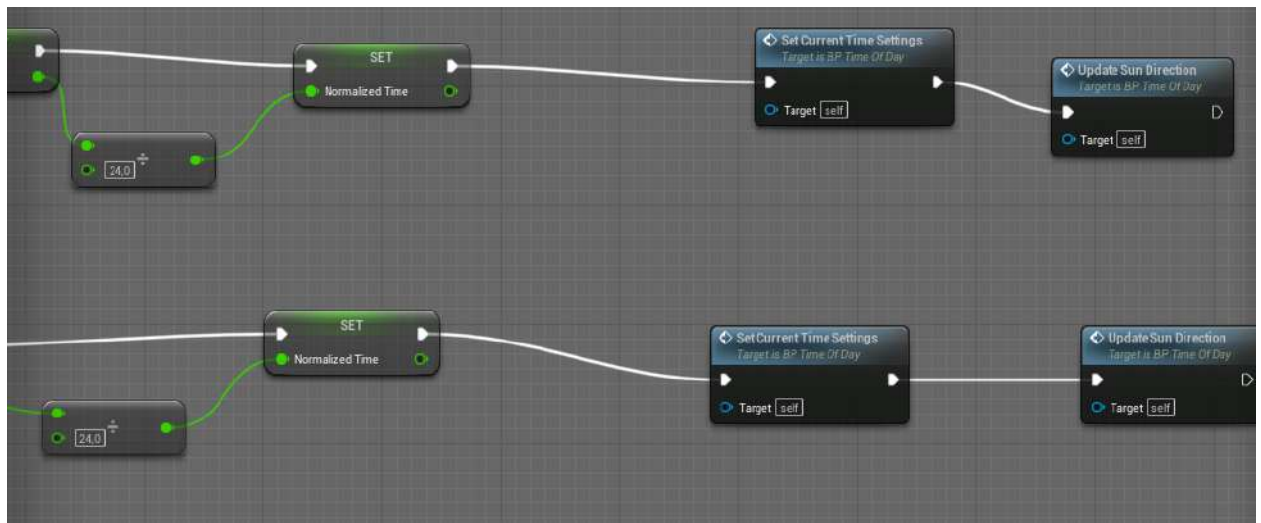 SET
Normalized Time
÷
24,0
Set Current Time Settings
Target is BP Time Of Day
Target self
Update Sun Direction
Target is BP Time Of Day
Target self
SET
Normalized Time
÷
24,0
Set Current Time Settings
Target is BP Time Of Day
Target self
Update Sun Direction
Target is BP Time Of Day
Target self